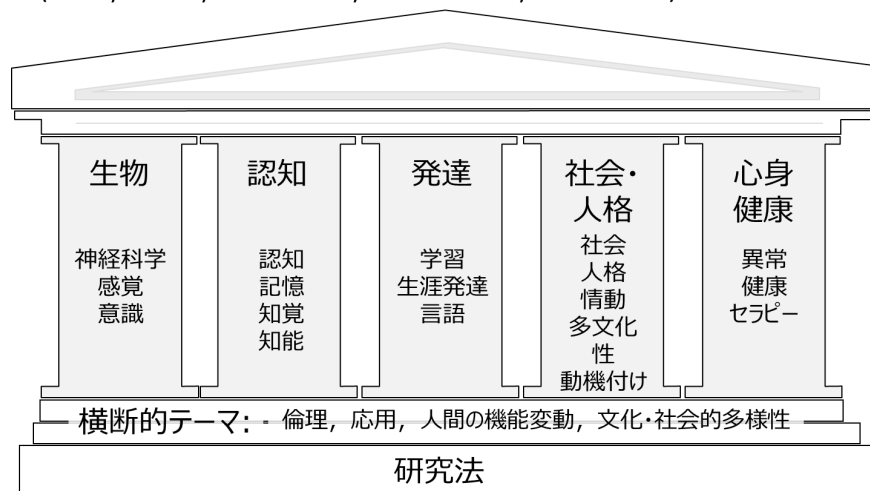 生物
神経科学
感覚
意識
認知
認知
記憶
知覚
知能
発達
学習
生涯発達
言語
社会・
人格
社会
人格
情動
多文化
性
動機付け
心身
健康
異常
健康
セラピー
横断的テーマ: - 倫理, 応用, 人間の機能変動, 文化・社会的多様性
研究法